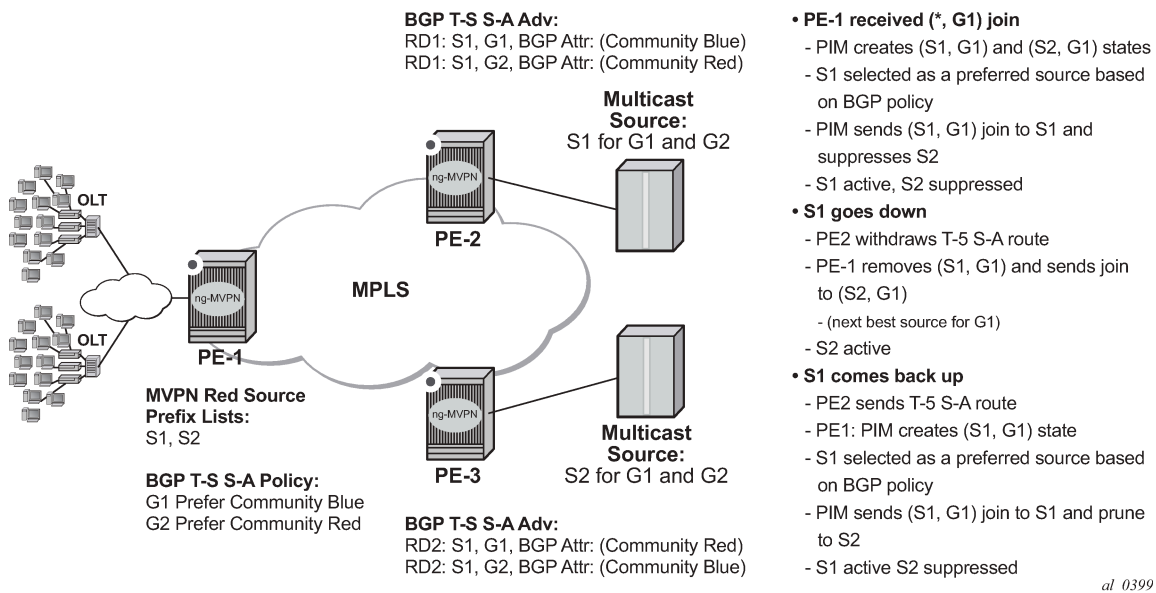 BGP T-S S-A Adv:
RD1: S1, G1, BGP Attr: (Community Blue)
RD1: S1, G2, BGP Attr: (Community Red)
Multicast
Source:
S1 for G1 and G2
ng-MVPN
PE-2
OLT
MPLS
ng-MVPN
PE-1
OLT
MVPN Red Source
Prefix Lists:
S1, S2
BGP T-S S-A Policy:
G1 Prefer Community Blue
G2 Prefer Community Red
ng-MVPN
PE-3
Multicast
Source:
S2 for G1 and G2
BGP T-S S-A Adv:
RD2: S1, G1, BGP Attr: (Community Red)
RD2: S1, G2, BGP Attr: (Community Blue)
• PE-1 received (*, G1) join
- PIM creates (S1, G1) and (S2, G1) states
- S1 selected as a preferred source based
on BGP policy
- PIM sends (S1, G1) join to S1 and
suppresses S2
- S1 active, S2 suppressed
• S1 goes down
- PE2 withdraws T-5 S-A route
- PE-1 removes (S1, G1) and sends join
to (S2, G1)
- (next best source for G1)
- S2 active
• S1 comes back up
- PE2 sends T-5 S-A route
- PE1: PIM creates (S1, G1) state
- S1 selected as a preferred source based
on BGP policy
- PIM sends (S1, G1) join to S1 and prune
to S2
- S1 active S2 suppressed
al_0399